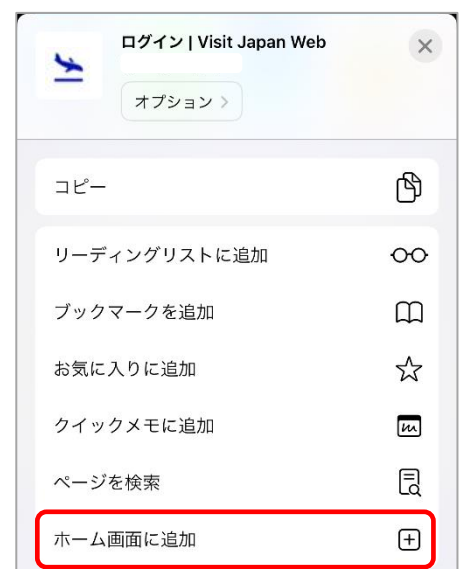 ログイン | Visit Japan Web
オプション
コピー
リーディングリストに追加
ブックマークを追加
お気に入りに追加
クイックメモに追加
ページを検索
ホーム画面に追加